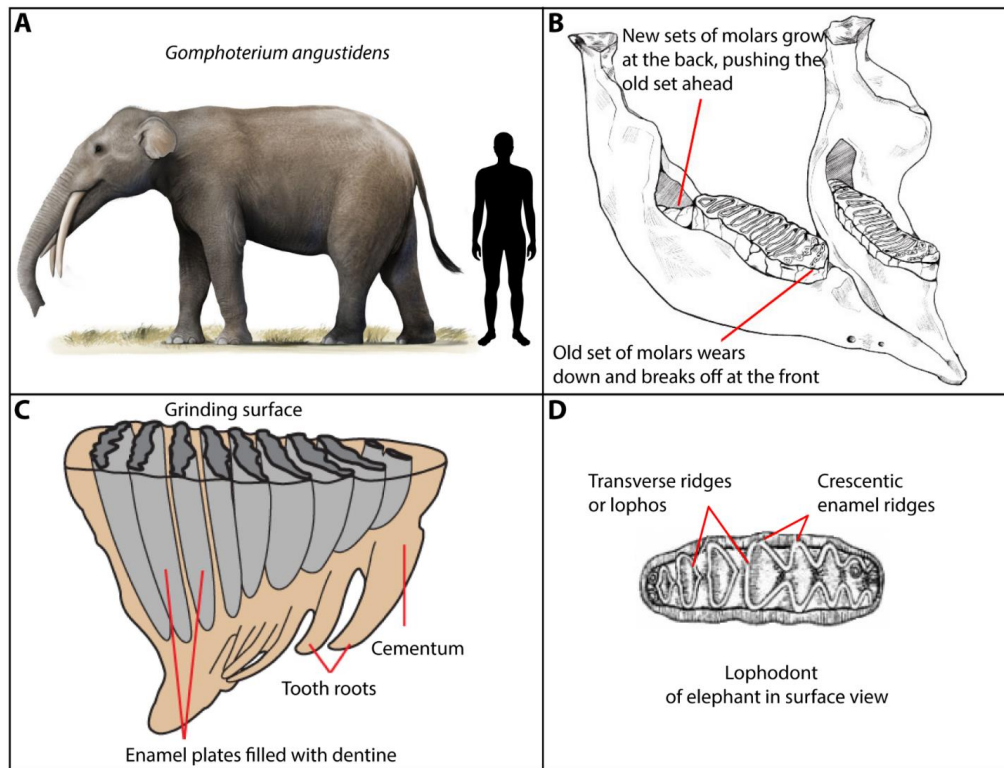 A
Gomphoterium angustidens
B
New sets of molars grow
at the back, pushing the
old set ahead
Old set of molars wears
down and breaks off at the front
C
Grinding surface
Cementum
Tooth roots
Enamel plates filled with dentine
D
Transverse ridges
or lophos
Crescentic
enamel ridges
Lophodont
of elephant in surface view